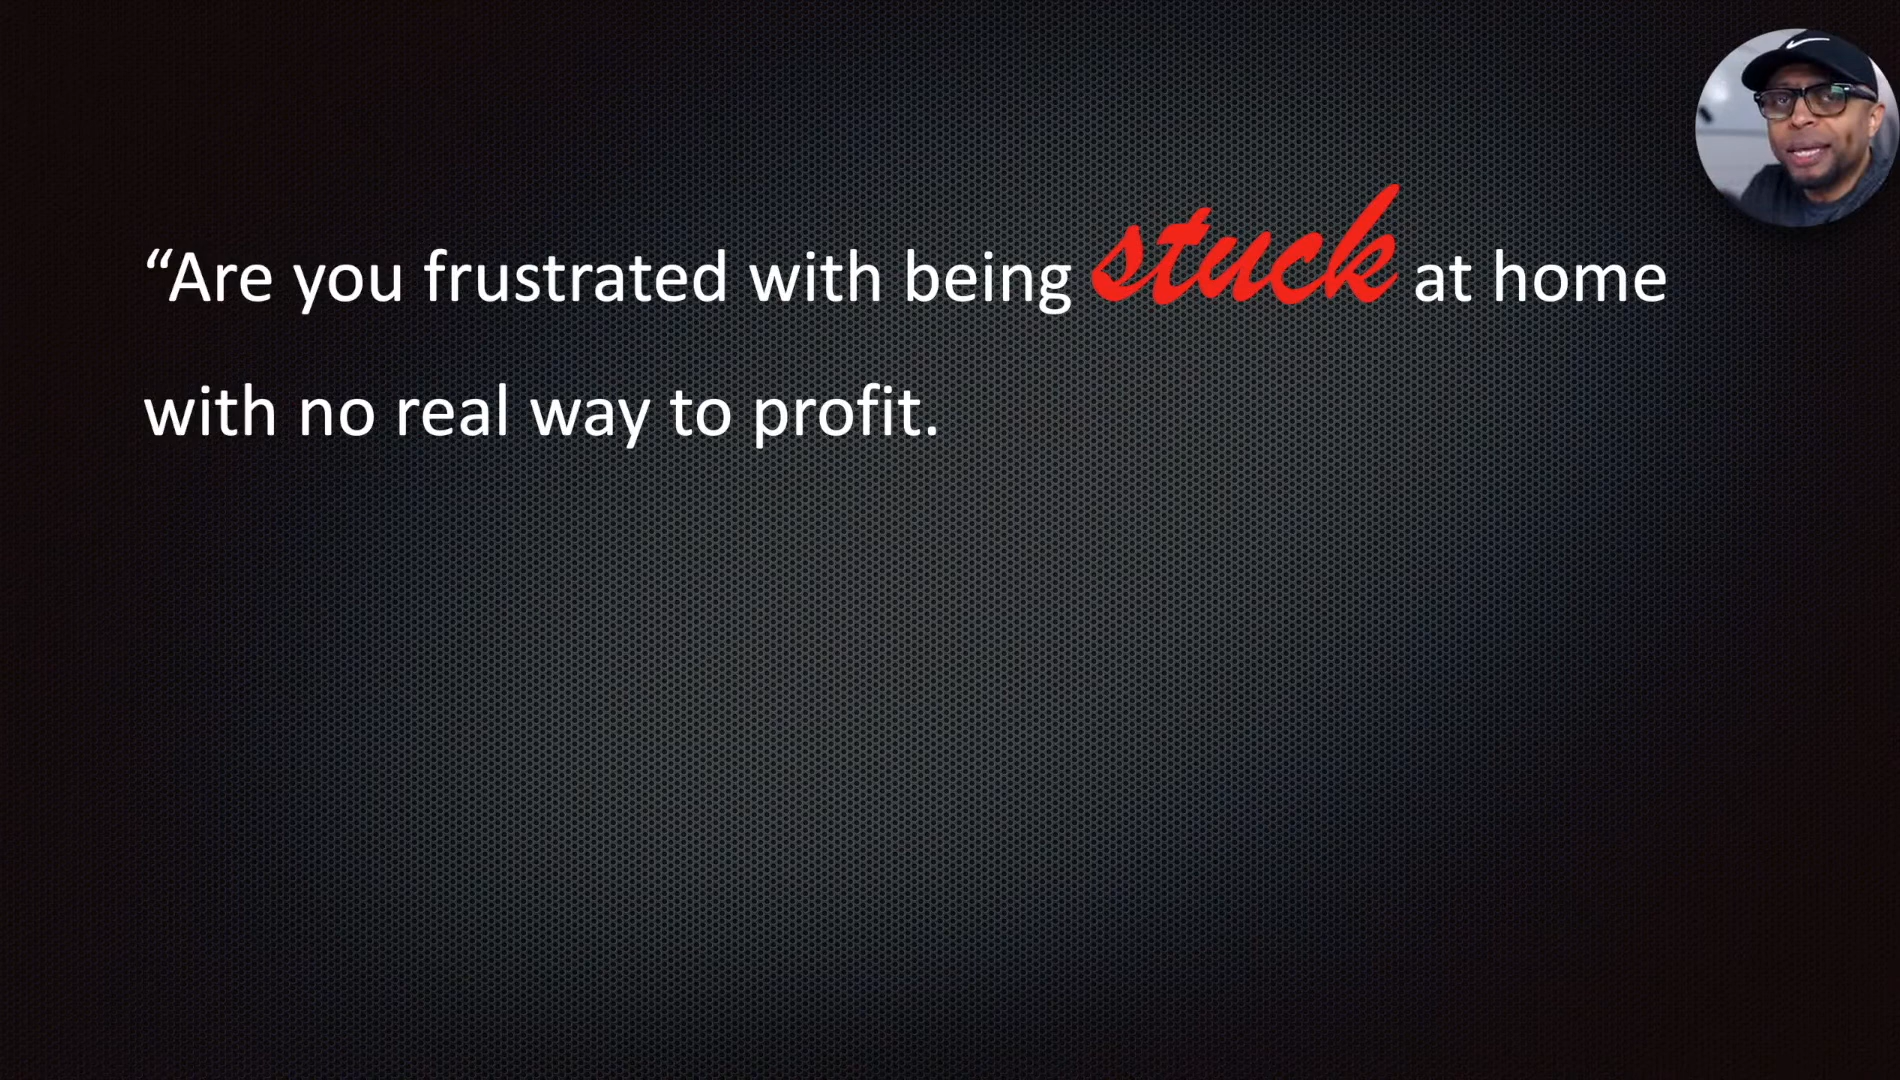 “Are you frustrated with being stuck at home
with no real way to profit.